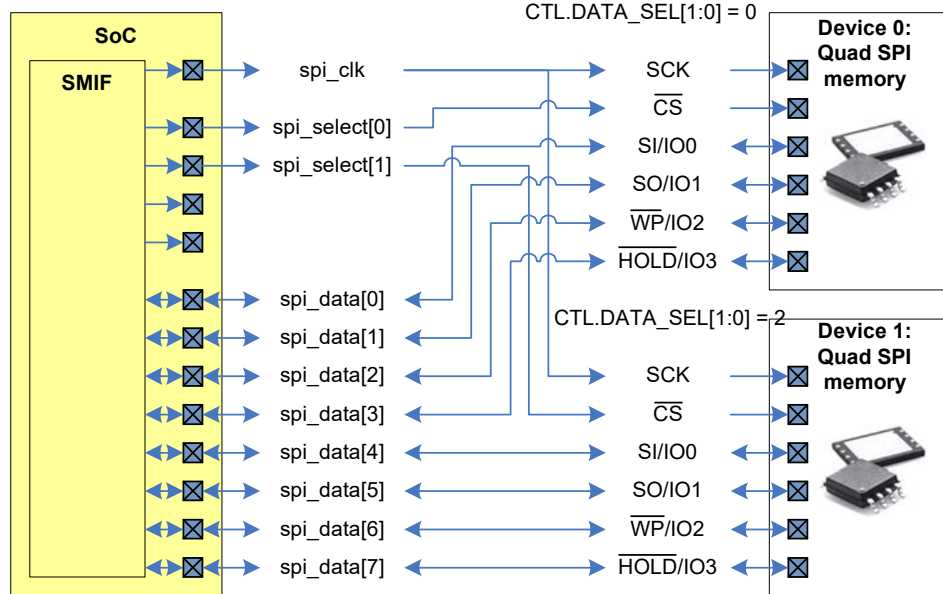 CTL.DATA_SEL[1:0] = 0
SoC
SMIF
Device 0:
Quad SPI
memory
spi_clk
SCK
spi_select[0]
CS
spi_select[1]
SI/IO0
SO/IO1
WP/IO2
HOLD/IO3
spi_data[0]
CTL.DATA_SEL[1:0] = 2
spi_data[1]
Device 1:
Quad SPI
memory
spi_data[2]
SCK
spi_data[3]
CS
spi_data[4]
SI/IO0
spi_data[5]
SO/IO1
spi_data[6]
WP/IO2
spi_data[7]
HOLD/IO3